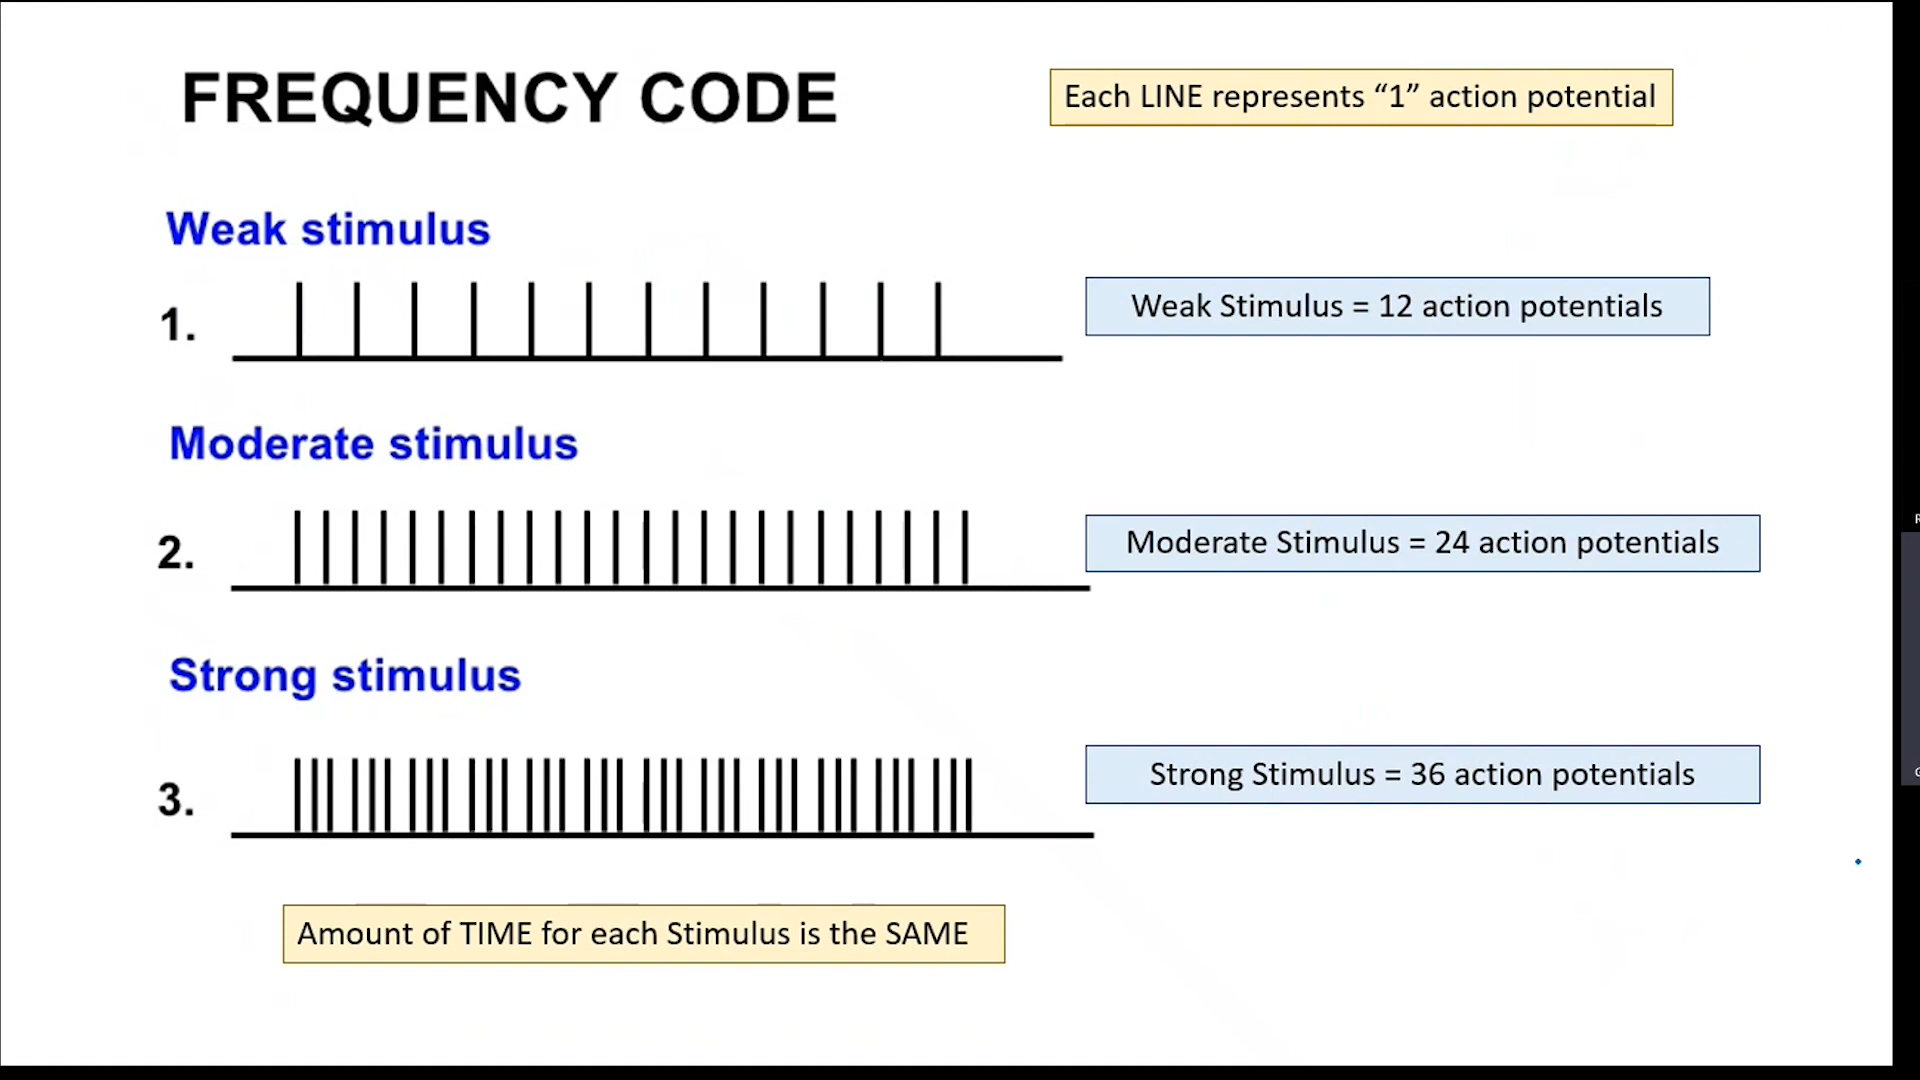 FREQUENCY CODE
Each LINE represents “1” action potential
Weak stimulus
1.
Weak Stimulus = 12 action potentials
Moderate stimulus
2.
Moderate Stimulus = 24 action potentials
Strong stimulus
3.
Strong Stimulus = 36 action potentials
Amount of TIME for each Stimulus is the SAME